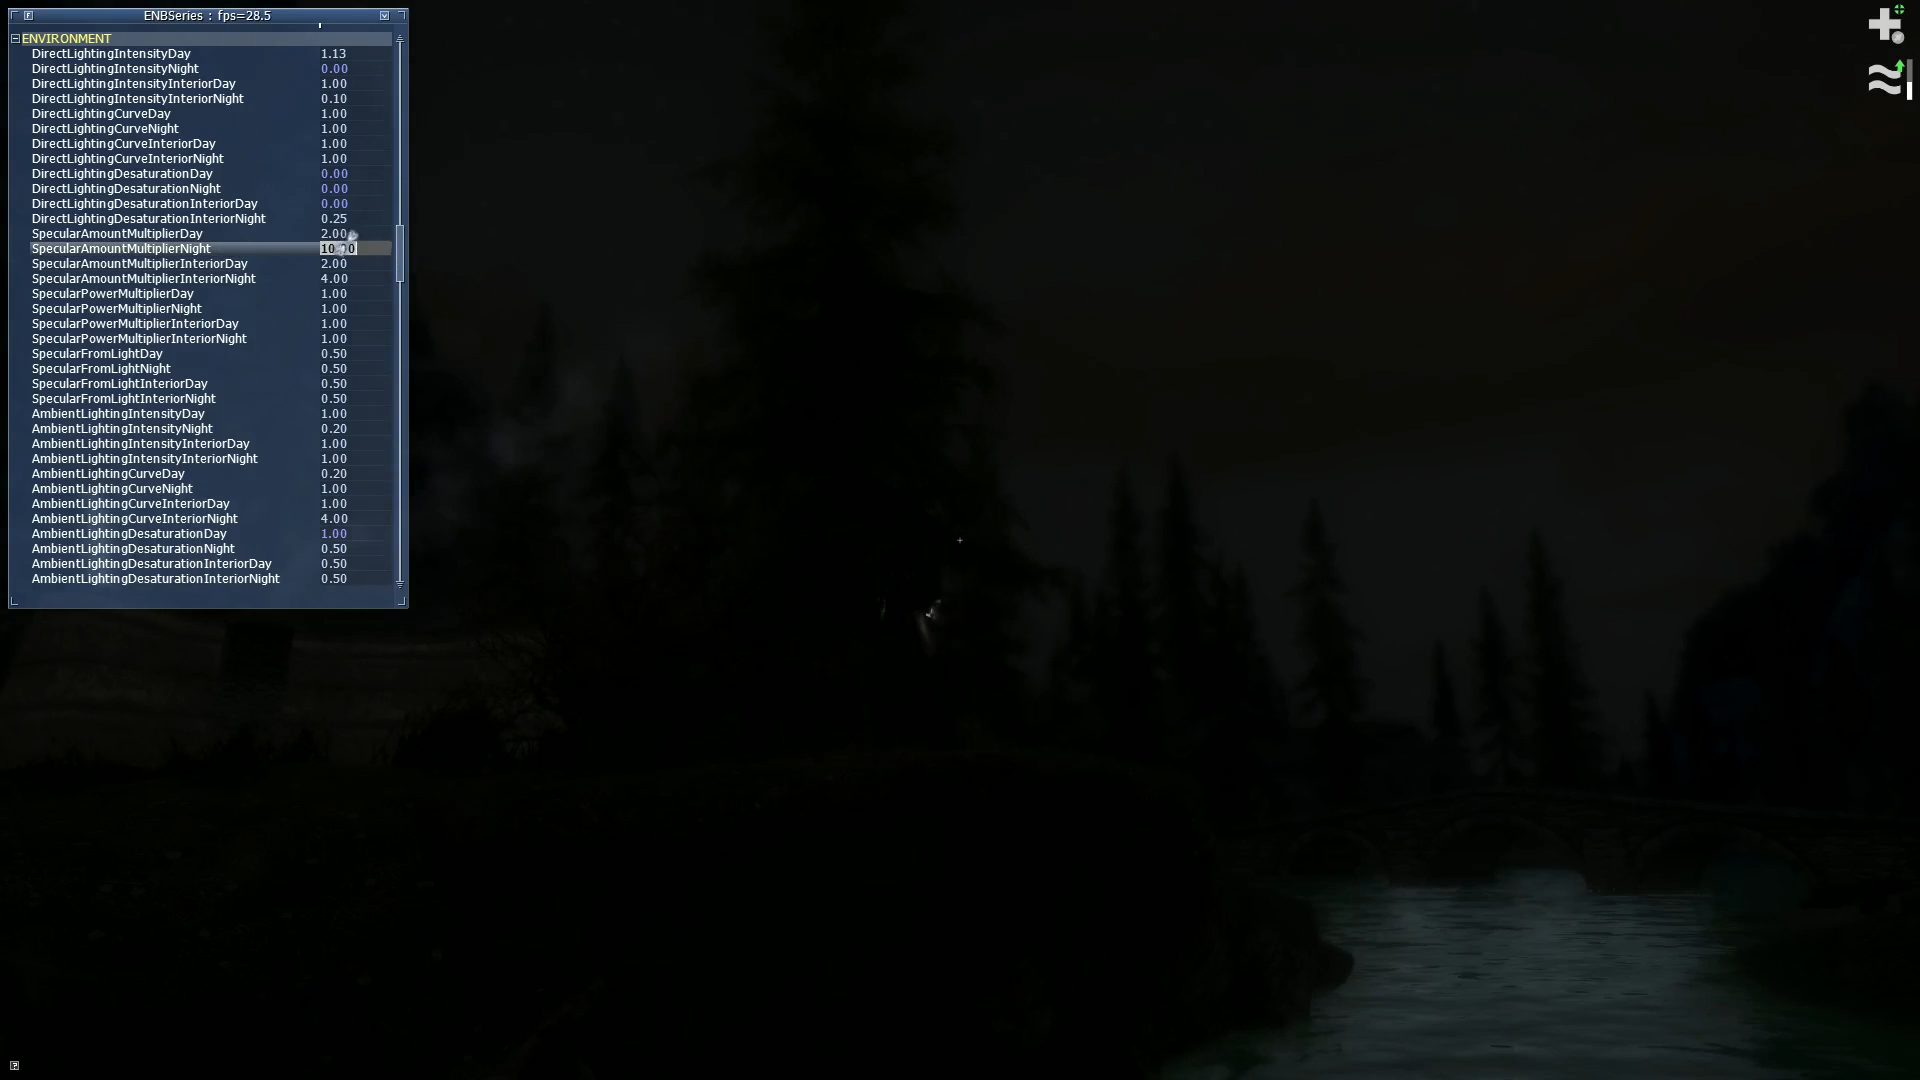 ENBSeries : fps=28.5
ENVIRONMENT
DirectLightingIntensityDay 1.13
DirectLightingIntensityNight 0.00
DirectLightingIntensityInteriorDay 1.00
DirectLightingIntensityInteriorNight 0.10
DirectLightingCurveDay 1.00
DirectLightingCurveNight 1.00
DirectLightingCurveInteriorDay 1.00
DirectLightingCurveInteriorNight 1.00
DirectLightingDesaturationDay 0.00
DirectLightingDesaturationNight 0.00
DirectLightingDesaturationInteriorDay 0.00
DirectLightingDesaturationInteriorNight 0.25
SpecularAmountMultiplierDay 2.00
SpecularAmountMultiplierNight
SpecularAmountMultiplierInteriorDay 2.00
SpecularAmountMultiplierInteriorNight 4.00
SpecularPowerMultiplierDay 1.00
SpecularPowerMultiplierNight 1.00
SpecularPowerMultiplierInteriorDay 1.00
SpecularPowerMultiplierInteriorNight 1.00
SpecularFromLightDay 0.50
SpecularFromLightNight 0.50
SpecularFromLightInteriorDay 0.50
SpecularFromLightInteriorNight 0.50
AmbientLightingIntensityDay 1.00
AmbientLightingIntensityNight 0.20
AmbientLightingIntensityInteriorDay 1.00
AmbientLightingIntensityInteriorNight 1.00
AmbientLightingCurveDay 0.20
AmbientLightingCurveNight 1.00
AmbientLightingCurveInteriorDay 1.00
AmbientLightingCurveInteriorNight 4.00
AmbientLightingDesaturationDay 1.00
AmbientLightingDesaturationNight 0.50
AmbientLightingDesaturationInteriorDay 0.50
AmbientLightingDesaturationInteriorNight 0.50